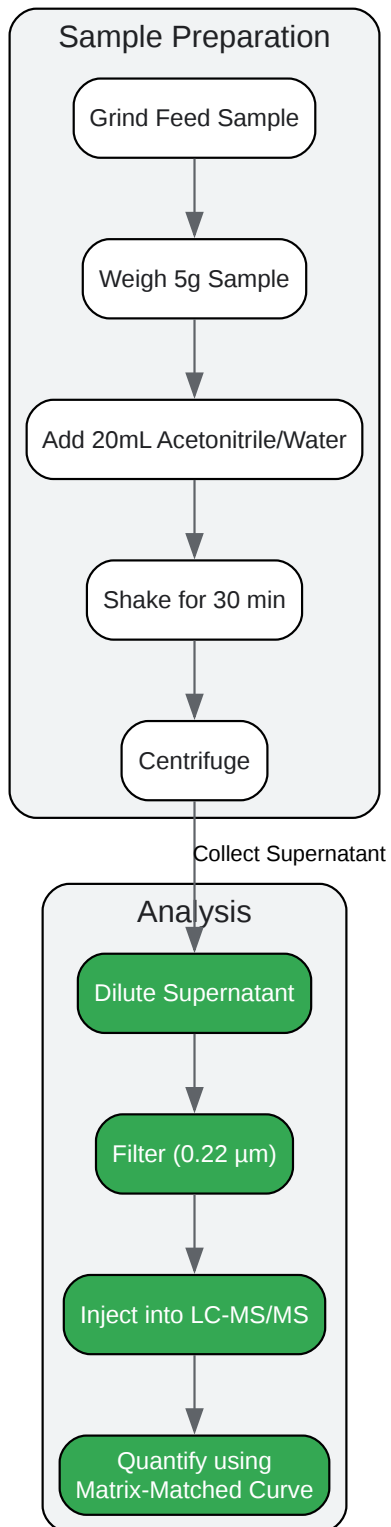 Sample Preparation
Grind Feed Sample
Weigh 5g Sample
Add 20mL Acetonitrile/Water
Shake for 30 min
Centrifuge
Collect Supernatant
Analysis
Dilute Supernatant
Filter (0.22 µm)
Inject into LC-MS/MS
Quantify using
Matrix-Matched Curve